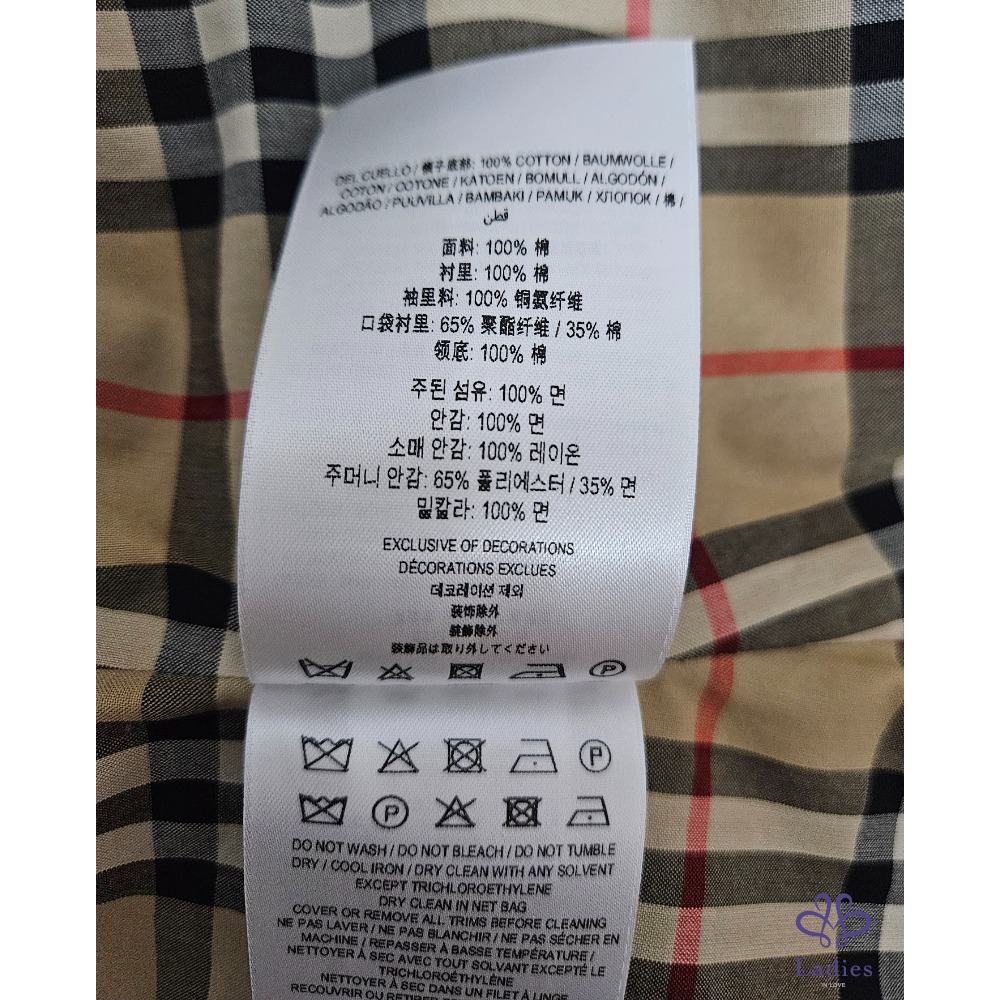 DEL CUELLO / 领子底部: 100% COTTON / BAUMWOLLE /
COTON / COTONE / KATOEN / BOMULL / ALGODÓN /
ALGODÃO / POUVILLA / BAMBAKI / PAMUK / ХЛОПОК / 棉 /
قطن
面料: 100% 棉
衬里: 100% 棉
袖里料: 100% 铜氨纤维
口袋衬里: 65% 聚酯纤维 / 35% 棉
领底: 100% 棉
주된 섬유: 100% 면
안감: 100% 면
소매 안감: 100% 레이온
주머니 안감: 65% 폴리에스터 / 35% 면
밑칼라: 100% 면
EXCLUSIVE OF DECORATIONS
DÉCORATIONS EXCLUES
데코레이션 제외
装饰除外
装飾除外
装飾品は取り外してください
P
P
P
DO NOT WASH / DO NOT BLEACH / DO NOT TUMBLE
DRY / COOL IRON / DRY CLEAN WITH ANY SOLVENT
EXCEPT TRICHLOROETHYLENE
DRY CLEAN IN NET BAG
COVER OR REMOVE ALL TRIMS BEFORE CLEANING
NE PAS LAVER / NE PAS BLANCHIR / NE PAS SÉCHER EN
MACHINE / REPASSER À BASSE TEMPÉRATURE /
NETTOYER À SEC AVEC TOUT SOLVANT EXCEPTÉ LE
TRICHLOROÉTHYLÈNE
NETTOYER À SEC DANS UN FILET À LINGE
RECOUVRIR OU RETIRER
Ladies
IN LOVE